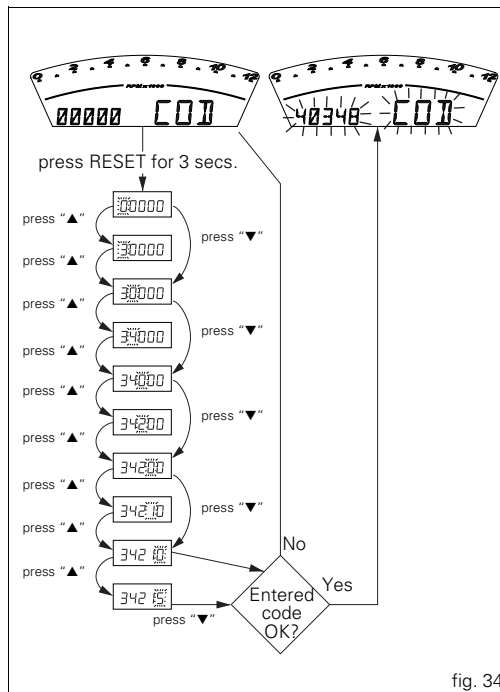 0 2 4 6 8 10 12
RPM x 1000
00000 COD
0 2 4 6 8 10 12
RPM x 1000
40348 COD
press RESET for 3 secs.
00000
press "▲"
press "▼"
30000
press "▲"
30000
press "▲"
press "▼"
34000
press "▲"
34000
press "▲"
press "▼"
34200
press "▲"
34200
press "▲"
press "▼"
34210
press "▲"
34210
press "▲"
34215
press "▼"
No
Yes
Entered
code
OK?
fig. 34